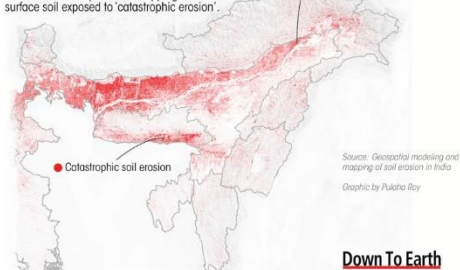 surface soil exposed to 'catastrophic erosion'.
Catastrophic soil erosion
Source: Geospatial modeling and
mapping of soil erosion in India
Graphic by Pulaha Roy
Down To Earth